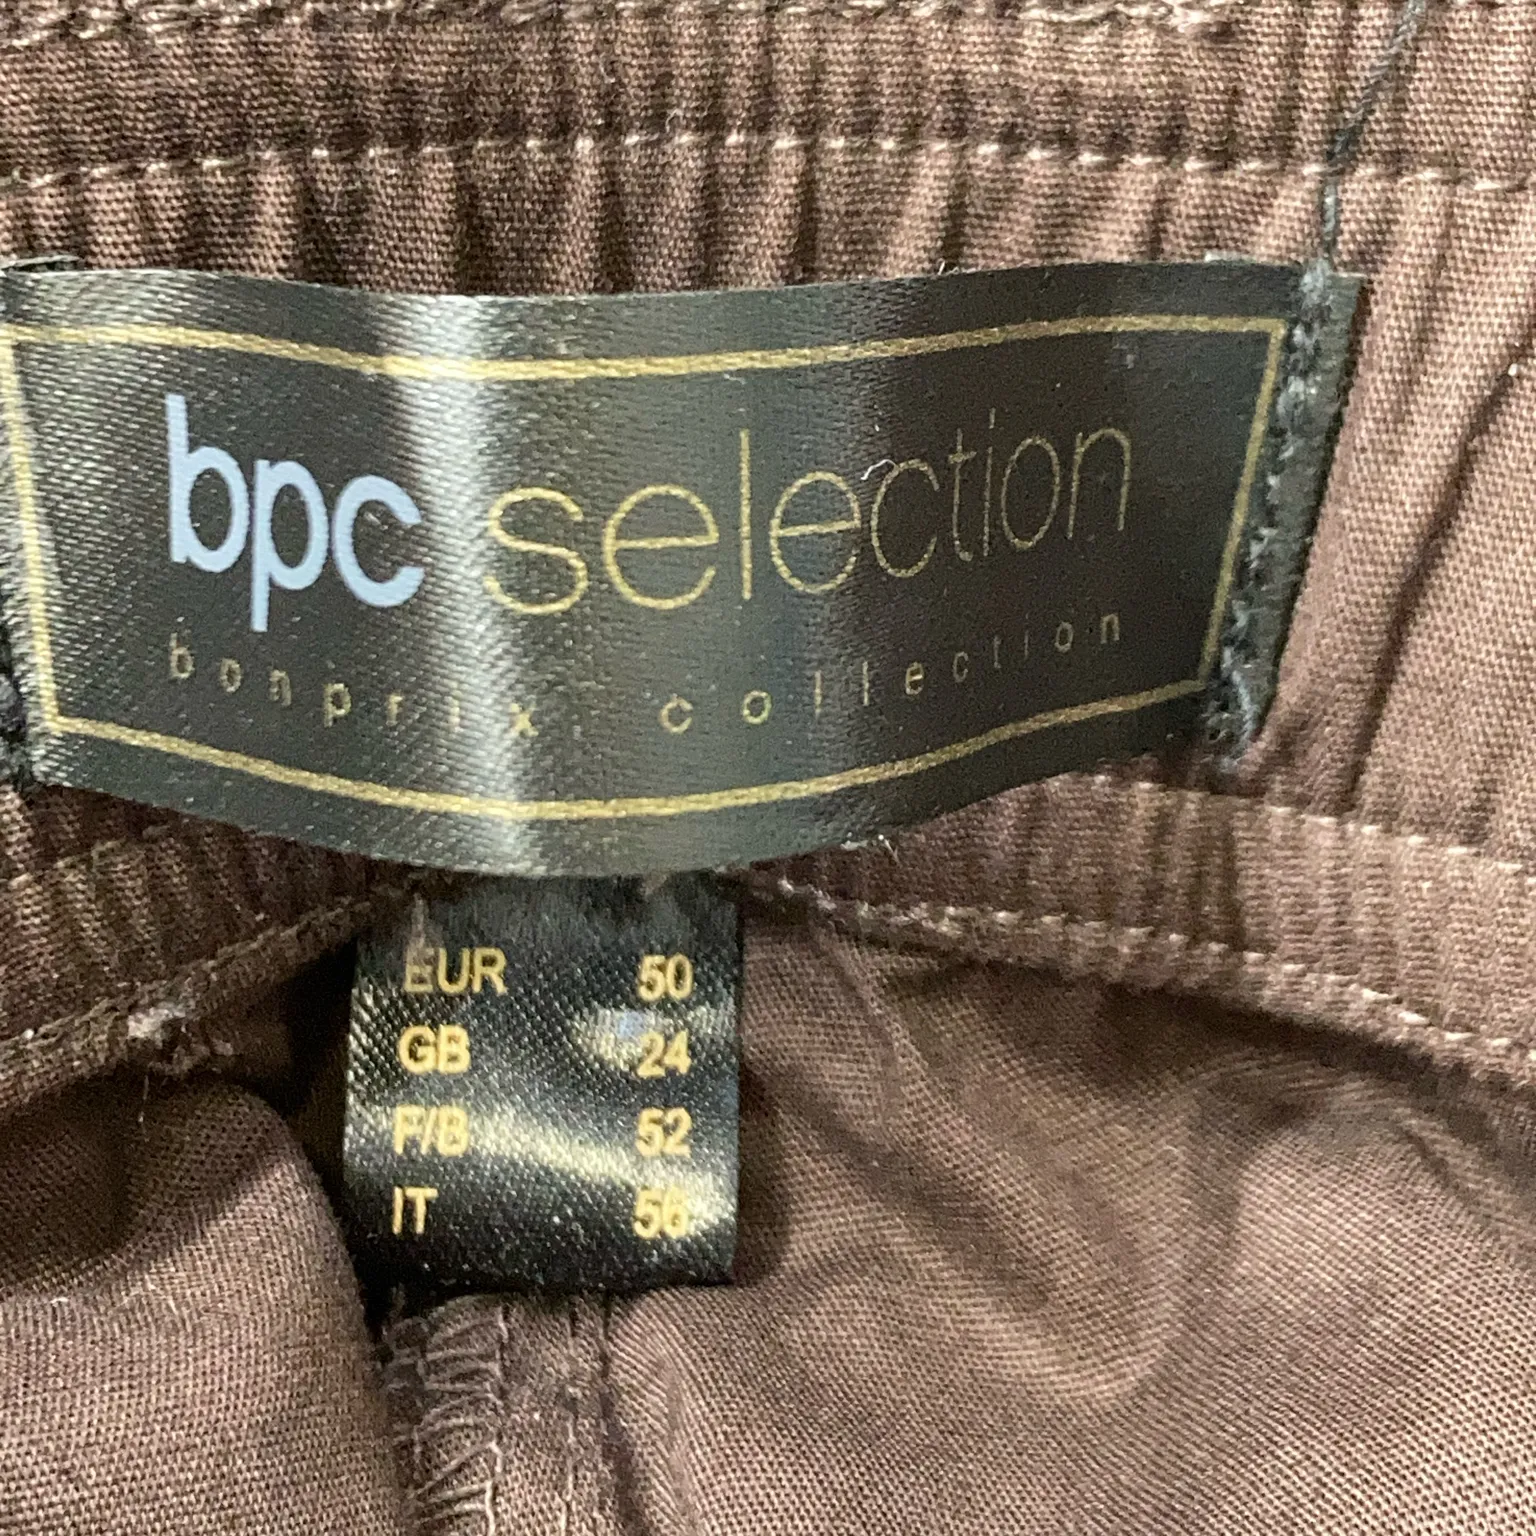 bpc selection
bonprix collection
EUR 50
GB 24
F/B 52
IT 56